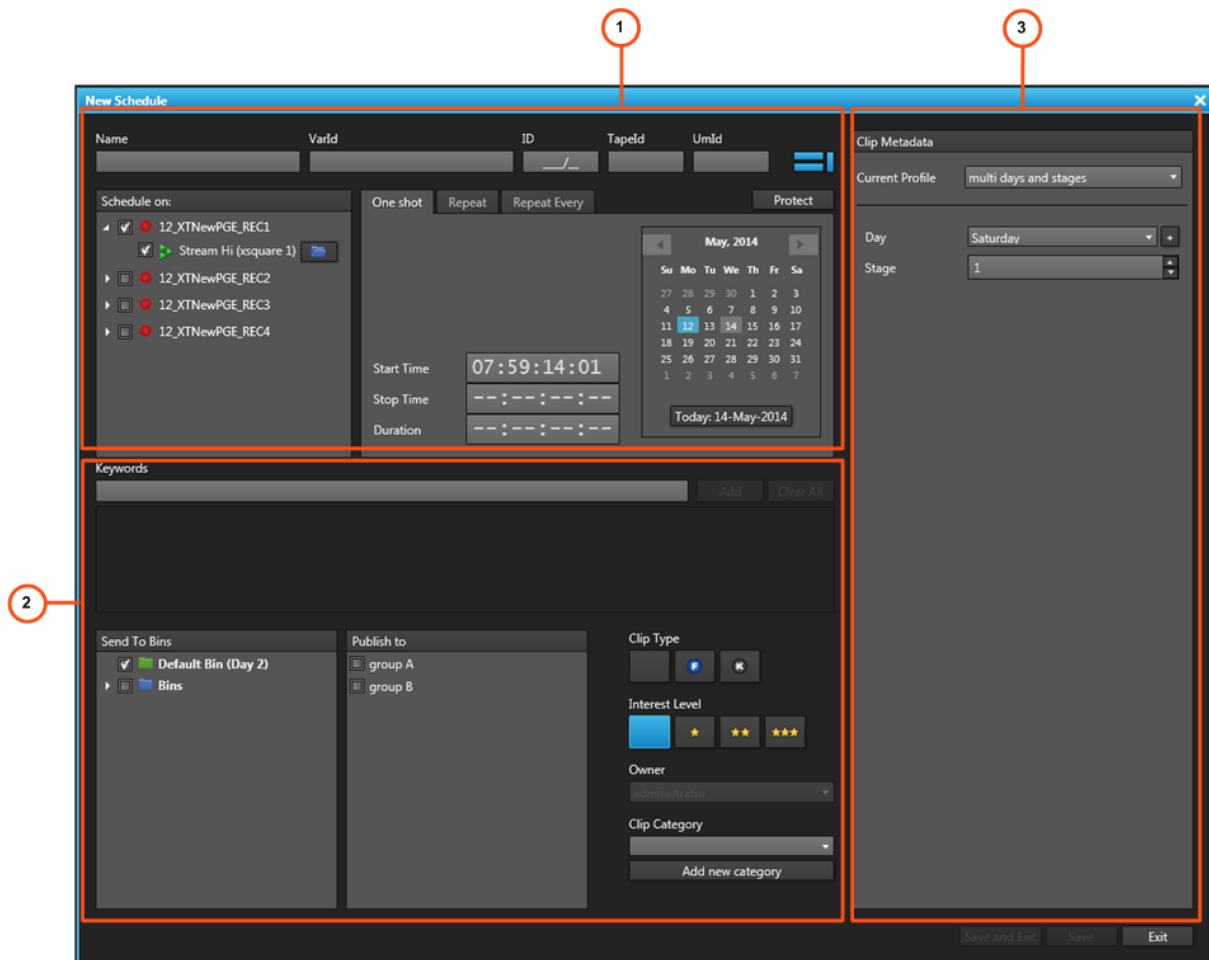 1
3
New Schedule
Name VarId ID TapeId UmId
__/_
Schedule on:
12_XTNewPGE_REC1
Stream Hi (xsquare 1)
12_XTNewPGE_REC2
12_XTNewPGE_REC3
12_XTNewPGE_REC4
One shot Repeat Repeat Every Protect
May, 2014
Su Mo Tu We Th Fr Sa
27 28 29 30 1 2 3
4 5 6 7 8 9 10
11 12 13 14 15 16 17
18 19 20 21 22 23 24
25 26 27 28 29 30 31
1 2 3 4 5 6 7
Today: 14-May-2014
Start Time 07:59:14:01
Stop Time --:--:--:--
Duration --:--:--:--
Clip Metadata
Current Profile multi days and stages
Day Saturday +
Stage 1
2
Keywords
Add Clear All
Send To Bins
Default Bin (Day 2)
Bins
Publish to
group A
group B
Clip Type
F K
Interest Level
Owner
administrator
Clip Category
Add new category
Save and Exit Save Exit